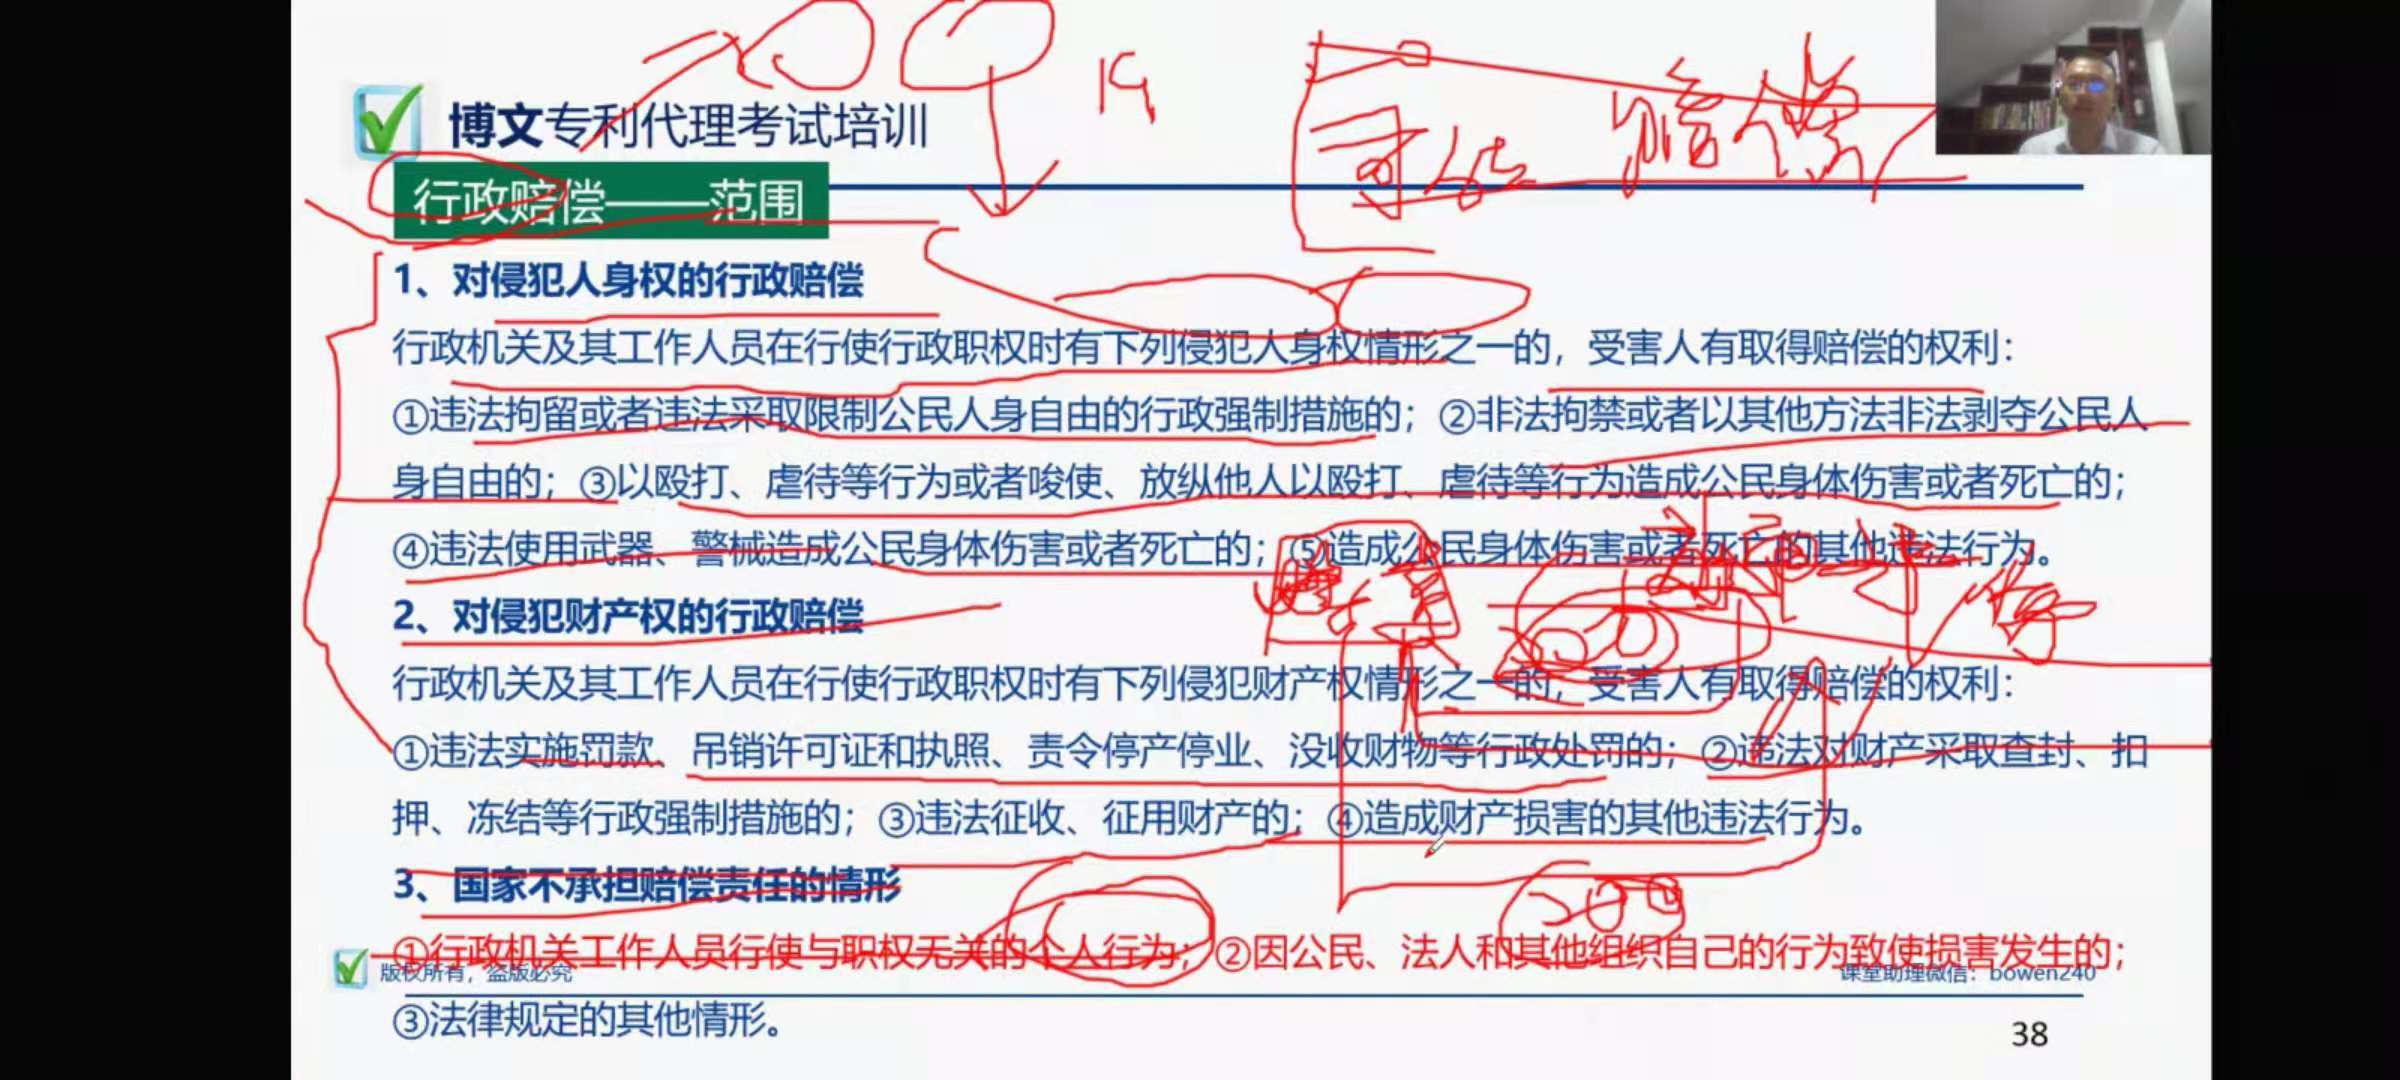 博文专利代理考试培训
司法 赔偿
行政赔偿——范围
1、对侵犯人身权的行政赔偿
行政机关及其工作人员在行使行政职权时有下列侵犯人身权情形之一的，受害人有取得赔偿的权利：
①违法拘留或者违法采取限制公民人身自由的行政强制措施的；②非法拘禁或者以其他方法非法剥夺公民人
身自由的；③以殴打、虐待等行为或者唆使、放纵他人以殴打、虐待等行为造成公民身体伤害或者死亡的；
④违法使用武器、警械造成公民身体伤害或者死亡的；⑤造成公民身体伤害或者死亡的其他违法行为。
2、对侵犯财产权的行政赔偿
行政机关及其工作人员在行使行政职权时有下列侵犯财产权情形之一的，受害人有取得赔偿的权利：
①违法实施罚款、吊销许可证和执照、责令停产停业、没收财物等行政处罚的；②违法对财产采取查封、扣
押、冻结等行政强制措施的；③违法征收、征用财产的；④造成财产损害的其他违法行为。
3、国家不承担赔偿责任的情形
200
①行政机关工作人员行使与职权无关的个人行为；②因公民、法人和其他组织自己的行为致使损害发生的；
版权所有，盗版必究
课堂助理微信：bowen240
③法律规定的其他情形。
38